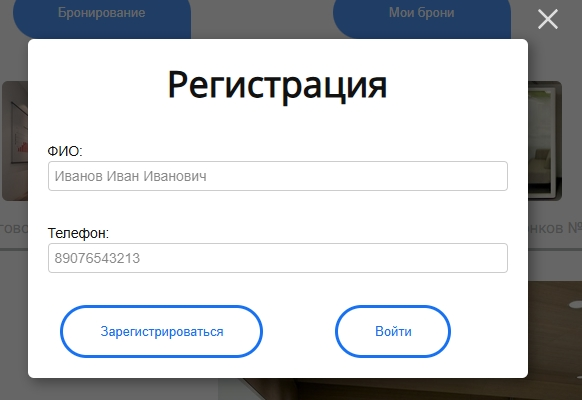 Бронирование
Мои брони
Регистрация
ФИО:
Иванов Иван Иванович
Телефон:
89076543213
Зарегистрироваться
Войти